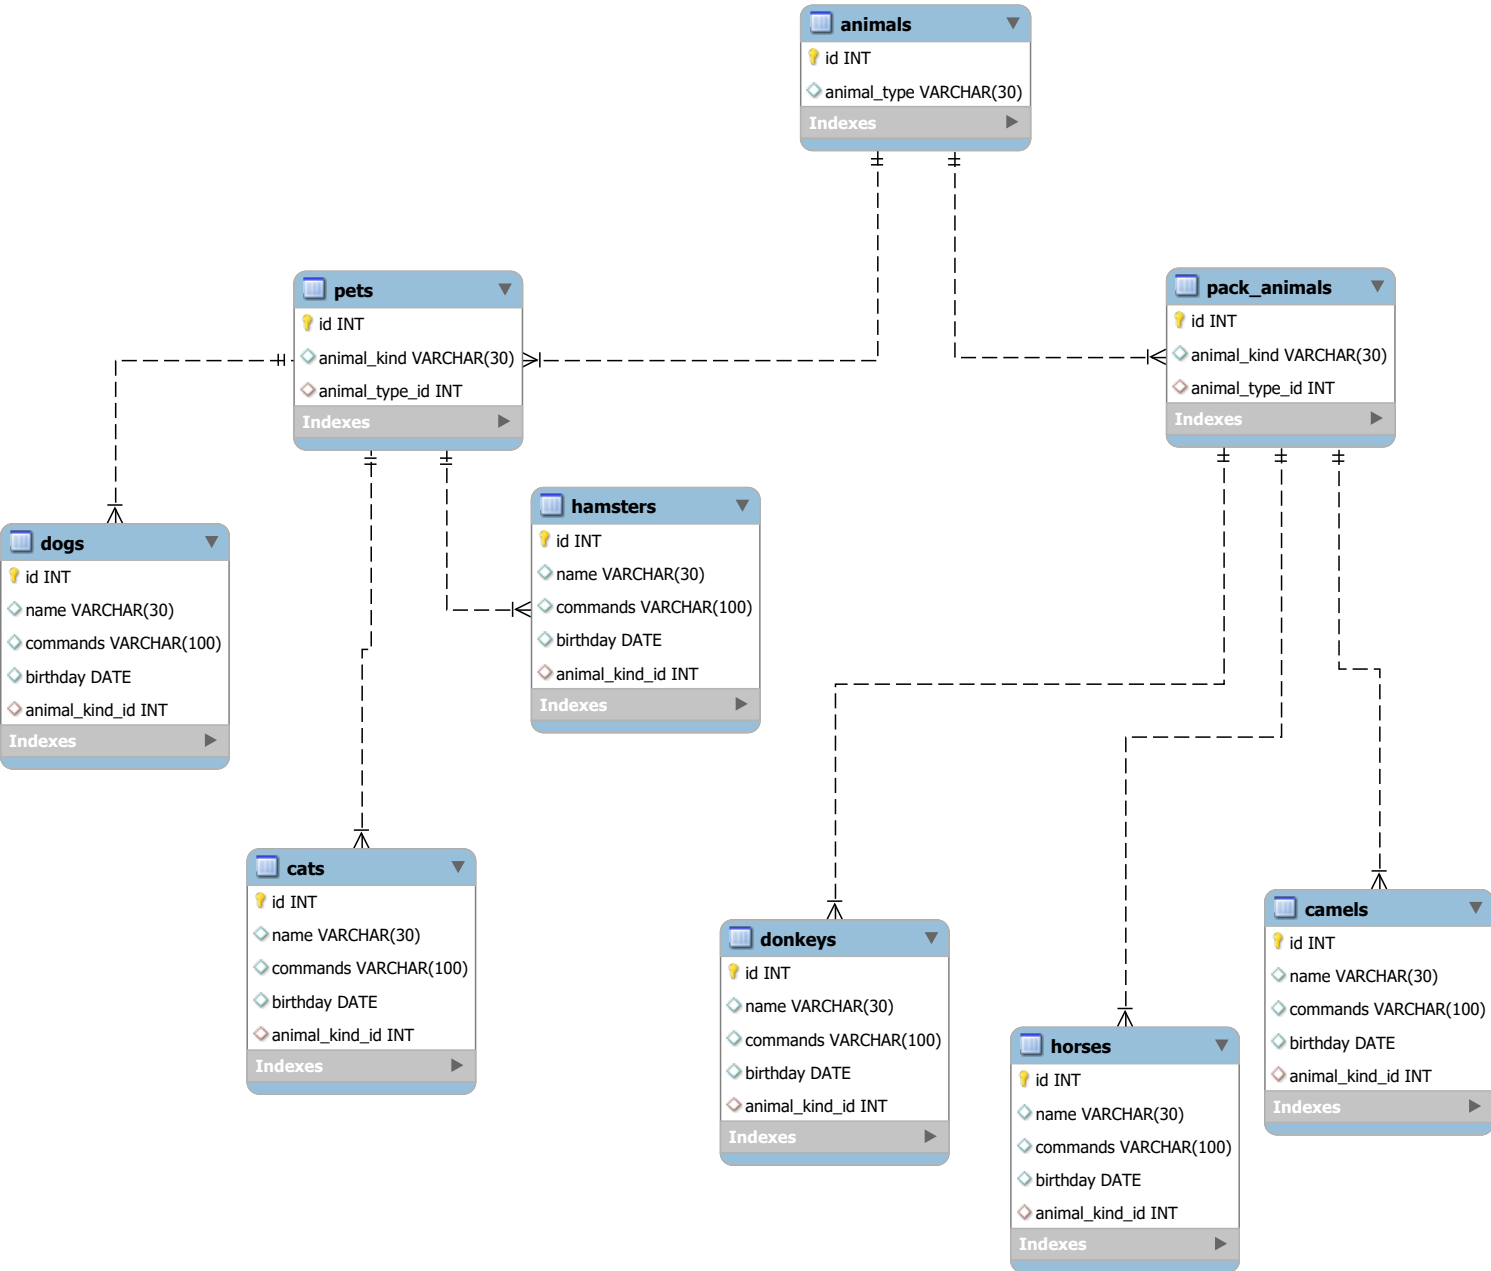 animals
id INT
animal_type VARCHAR(30)
Indexes
pets
id INT
animal_kind VARCHAR(30)
animal_type_id INT
Indexes
pack_animals
id INT
animal_kind VARCHAR(30)
animal_type_id INT
Indexes
hamsters
id INT
name VARCHAR(30)
commands VARCHAR(100)
birthday DATE
animal_kind_id INT
Indexes
dogs
id INT
name VARCHAR(30)
commands VARCHAR(100)
birthday DATE
animal_kind_id INT
Indexes
cats
id INT
name VARCHAR(30)
commands VARCHAR(100)
birthday DATE
animal_kind_id INT
Indexes
donkeys
id INT
name VARCHAR(30)
commands VARCHAR(100)
birthday DATE
animal_kind_id INT
Indexes
horses
id INT
name VARCHAR(30)
commands VARCHAR(100)
birthday DATE
animal_kind_id INT
Indexes
camels
id INT
name VARCHAR(30)
commands VARCHAR(100)
birthday DATE
animal_kind_id INT
Indexes